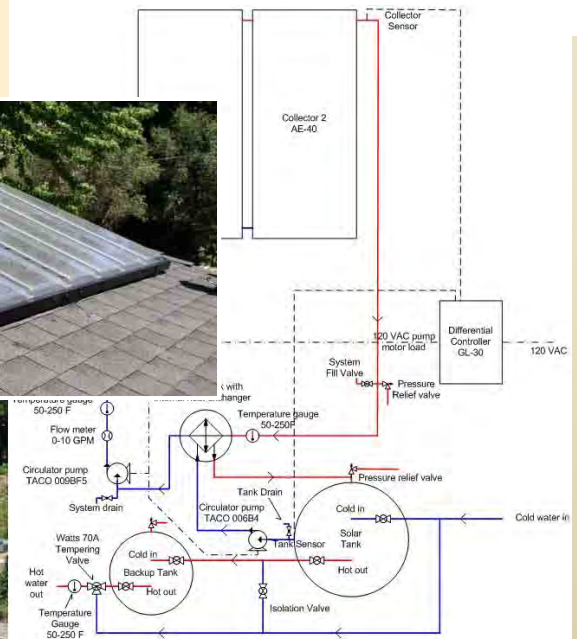 Collector
Sensor
Collector 2
AE-40
120 VAC pump
motor load
Differential
Controller
GL-30
120 VAC
System
Fill Valve
Pressure
Relief valve
with
Temperature gauge
50-250 F
Temperature gauge
50-250F
Flow meter
0-10 GPM
Circulator pump
TACO 009BF5
System drain
Pressure relief valve
Tank Drain
Circulator pump
TACO 006B4
Tank Sensor
Cold in
Solar
Tank
Hot out
Cold water in
Watts 70A
Tempering
Valve
Cold in
Backup Tank
Hot out
Hot
water
out
Temperature
Gauge
50-250 F
Isolation Valve